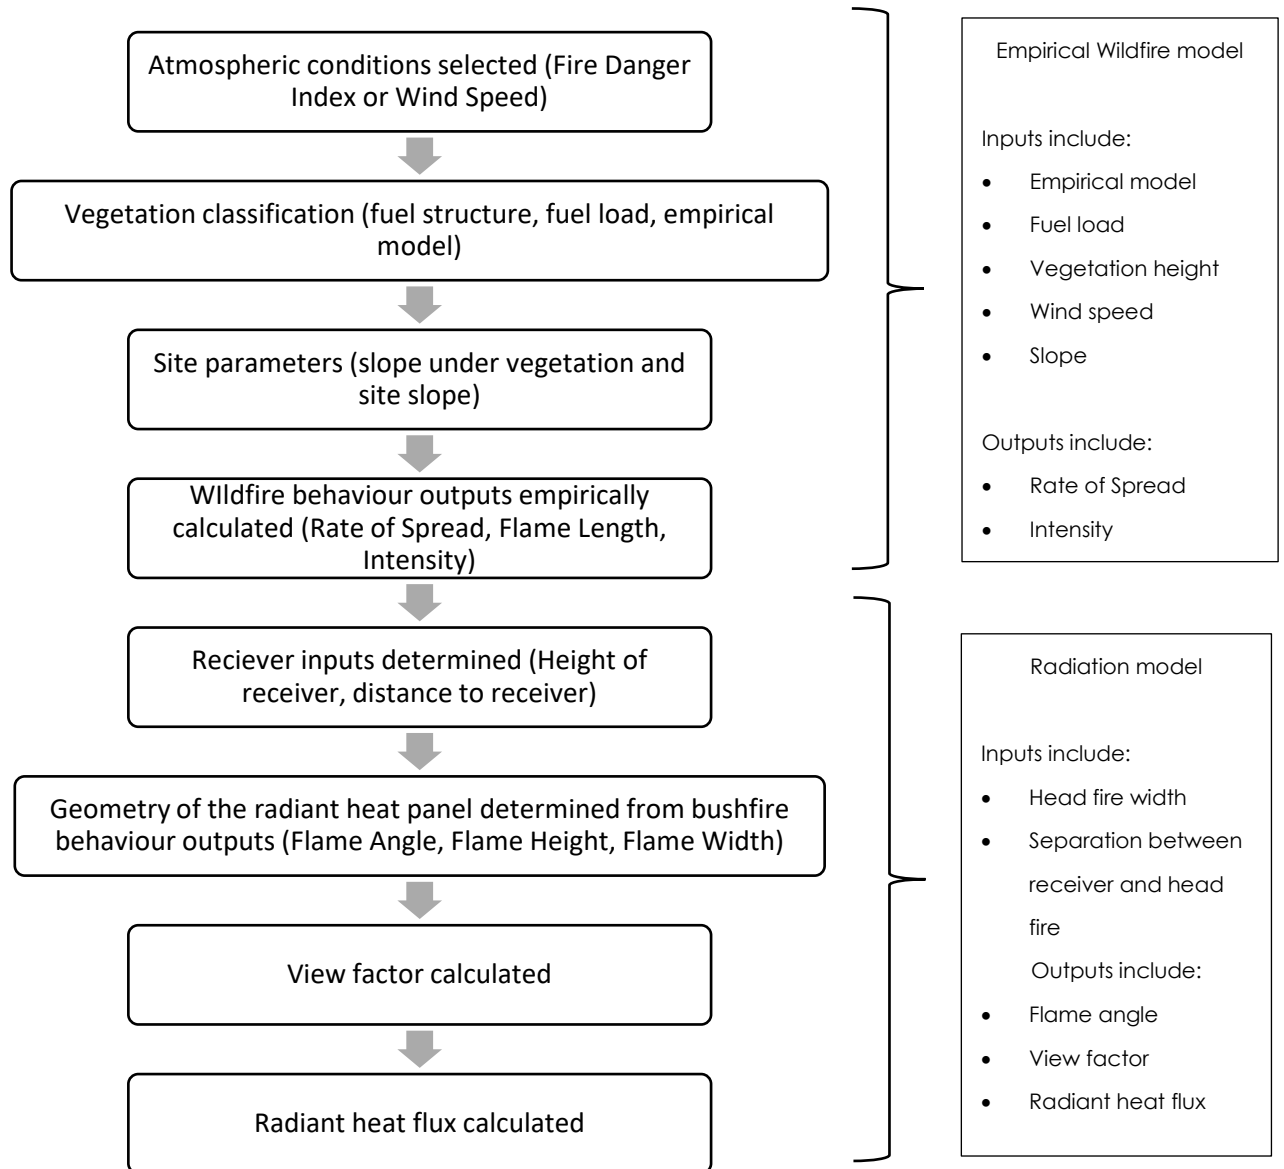 Atmospheric conditions selected (Fire Danger
Index or Wind Speed)
Vegetation classification (fuel structure, fuel load, empirical
model)
Site parameters (slope under vegetation and
site slope)
WIldfire behaviour outputs empirically
calculated (Rate of Spread, Flame Length,
Intensity)
Reciever inputs determined (Height of
receiver, distance to receiver)
Geometry of the radiant heat panel determined from bushfire
behaviour outputs (Flame Angle, Flame Height, Flame Width)
View factor calculated
Radiant heat flux calculated
Empirical Wildfire model
Inputs include:
• Empirical model
• Fuel load
• Vegetation height
• Wind speed
• Slope
Outputs include:
• Rate of Spread
• Intensity
Radiation model
Inputs include:
• Head fire width
• Separation between
receiver and head
fire
Outputs include:
• Flame angle
• View factor
• Radiant heat flux